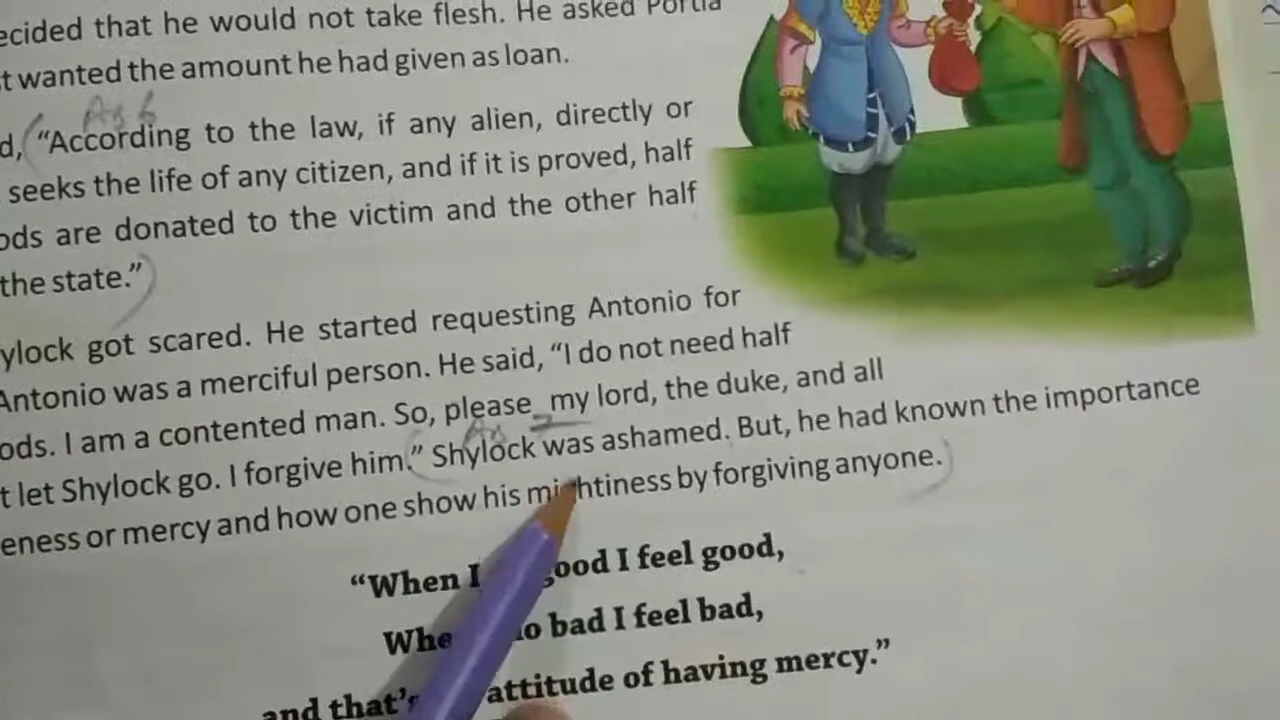 ecided that he would not take flesh. He asked Portia
t wanted the amount he had given as loan.
Ag 6
d, “According to the law, if any alien, directly or
seeks the life of any citizen, and if it is proved, half
ods are donated to the victim and the other half
the state.”
ylock got scared. He started requesting Antonio for
Antonio was a merciful person. He said, “I do not need half
ods. I am a contented man. So, please my lord, the duke, and all
t let Shylock go. I forgive him.” Shylock was ashamed. But, he had known the importance
eness or mercy and how one show his mightiness by forgiving anyone.
“When I good I feel good,
Whe do bad I feel bad,
and that's attitude of having mercy.”